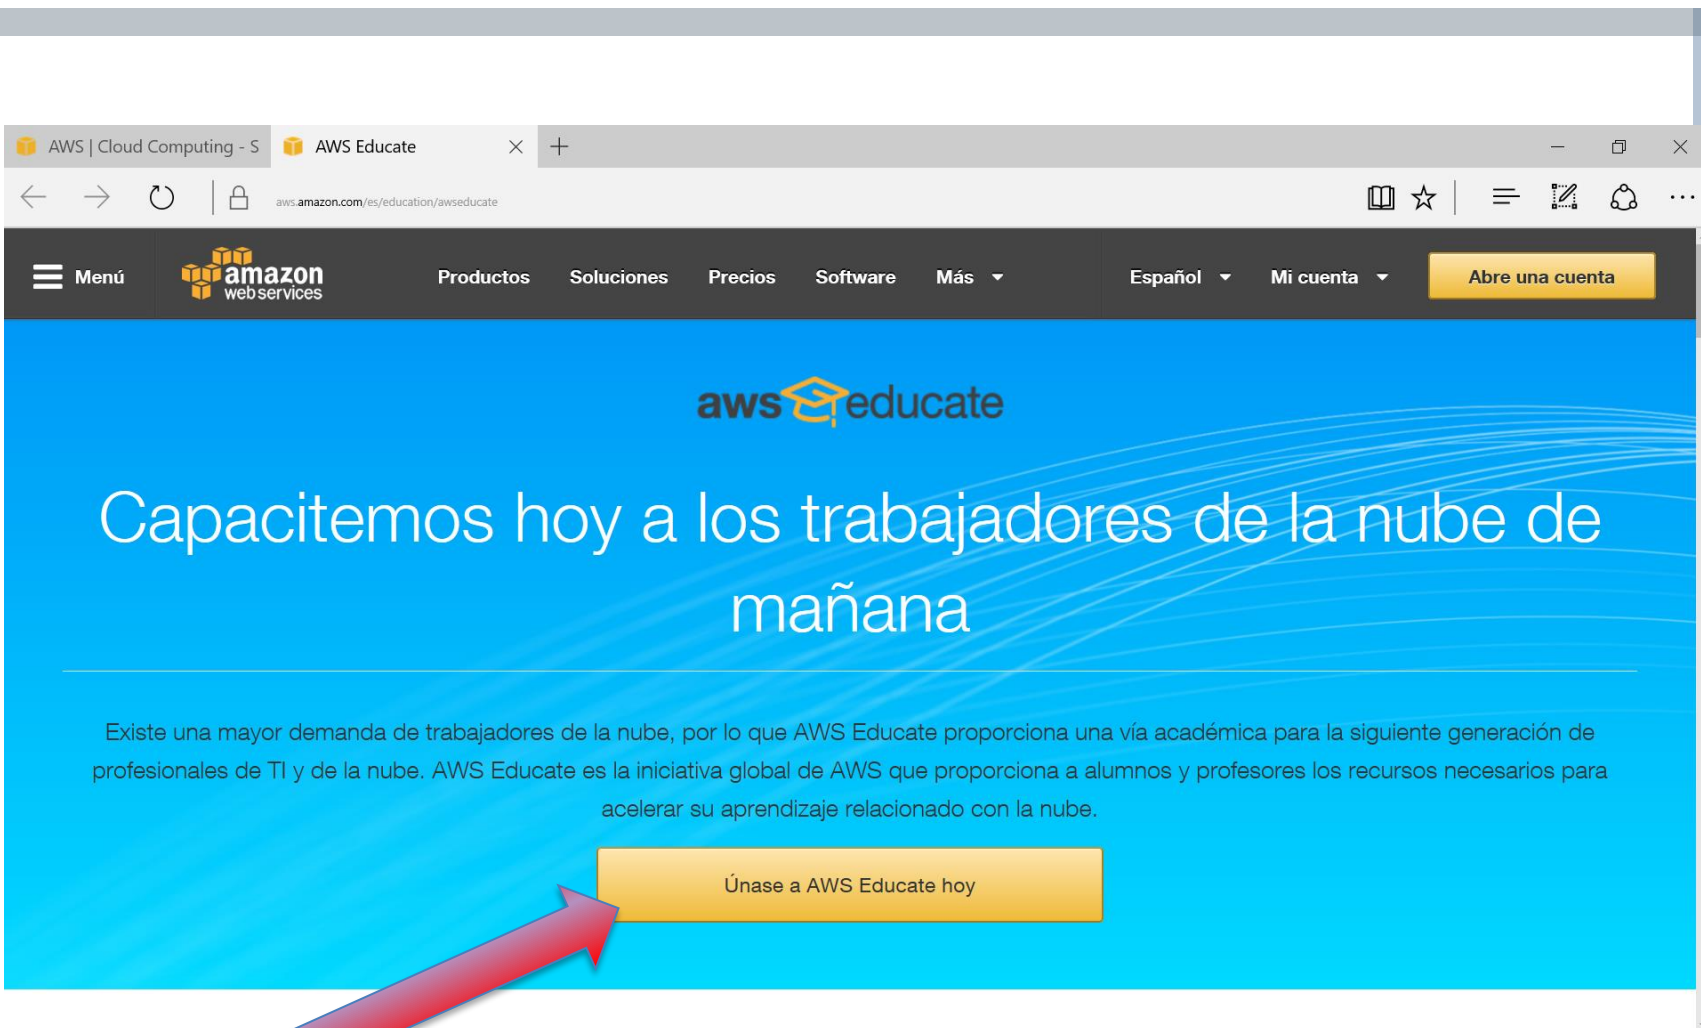 AWS | Cloud Computing - S
AWS Educate
aws.amazon.com/es/education/awseducate
Menú
amazon
webservices
Productos
Soluciones
Precios
Software
Más
Español
Mi cuenta
Abre una cuenta
aws educate
Capacitemos hoy a los trabajadores de la nube de
mañana
Existe una mayor demanda de trabajadores de la nube, por lo que AWS Educate proporciona una vía académica para la siguiente generación de
profesionales de TI y de la nube. AWS Educate es la iniciativa global de AWS que proporciona a alumnos y profesores los recursos necesarios para
acelerar su aprendizaje relacionado con la nube.
Únase a AWS Educate hoy